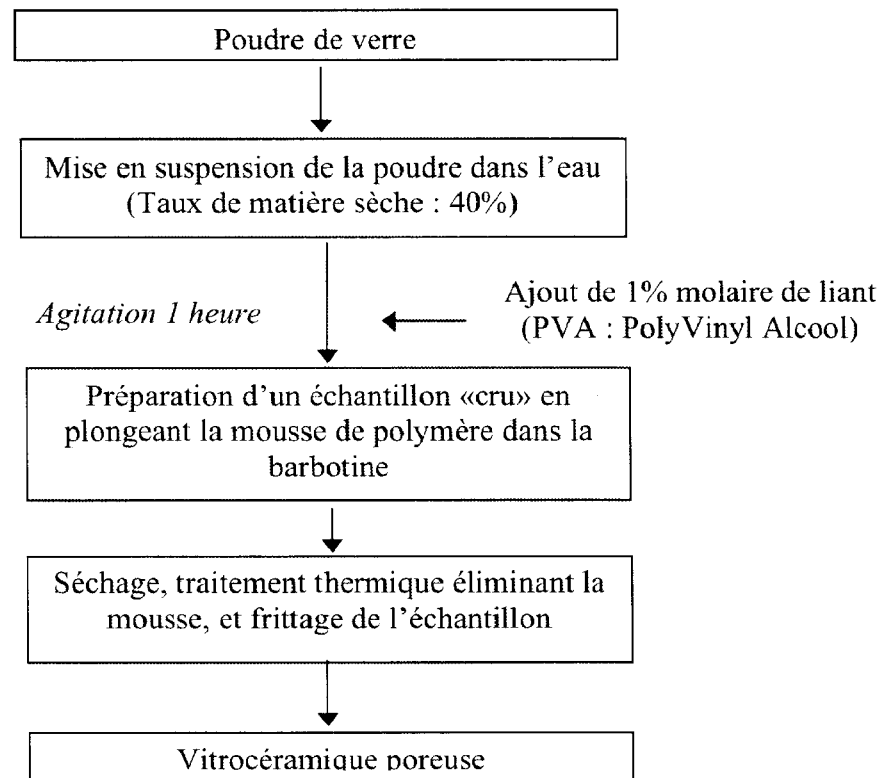 Poudre de verre
Mise en suspension de la poudre dans l'eau
(Taux de matière sèche : 40%)
Agitation 1 heure
Ajout de 1% molaire de liant
(PVA : PolyVinyl Alcool)
Préparation d'un échantillon «cru» en
plongeant la mousse de polymère dans la
barbotine
Séchage, traitement thermique éliminant la
mousse, et frittage de l'échantillon
Vitrocéramique poreuse